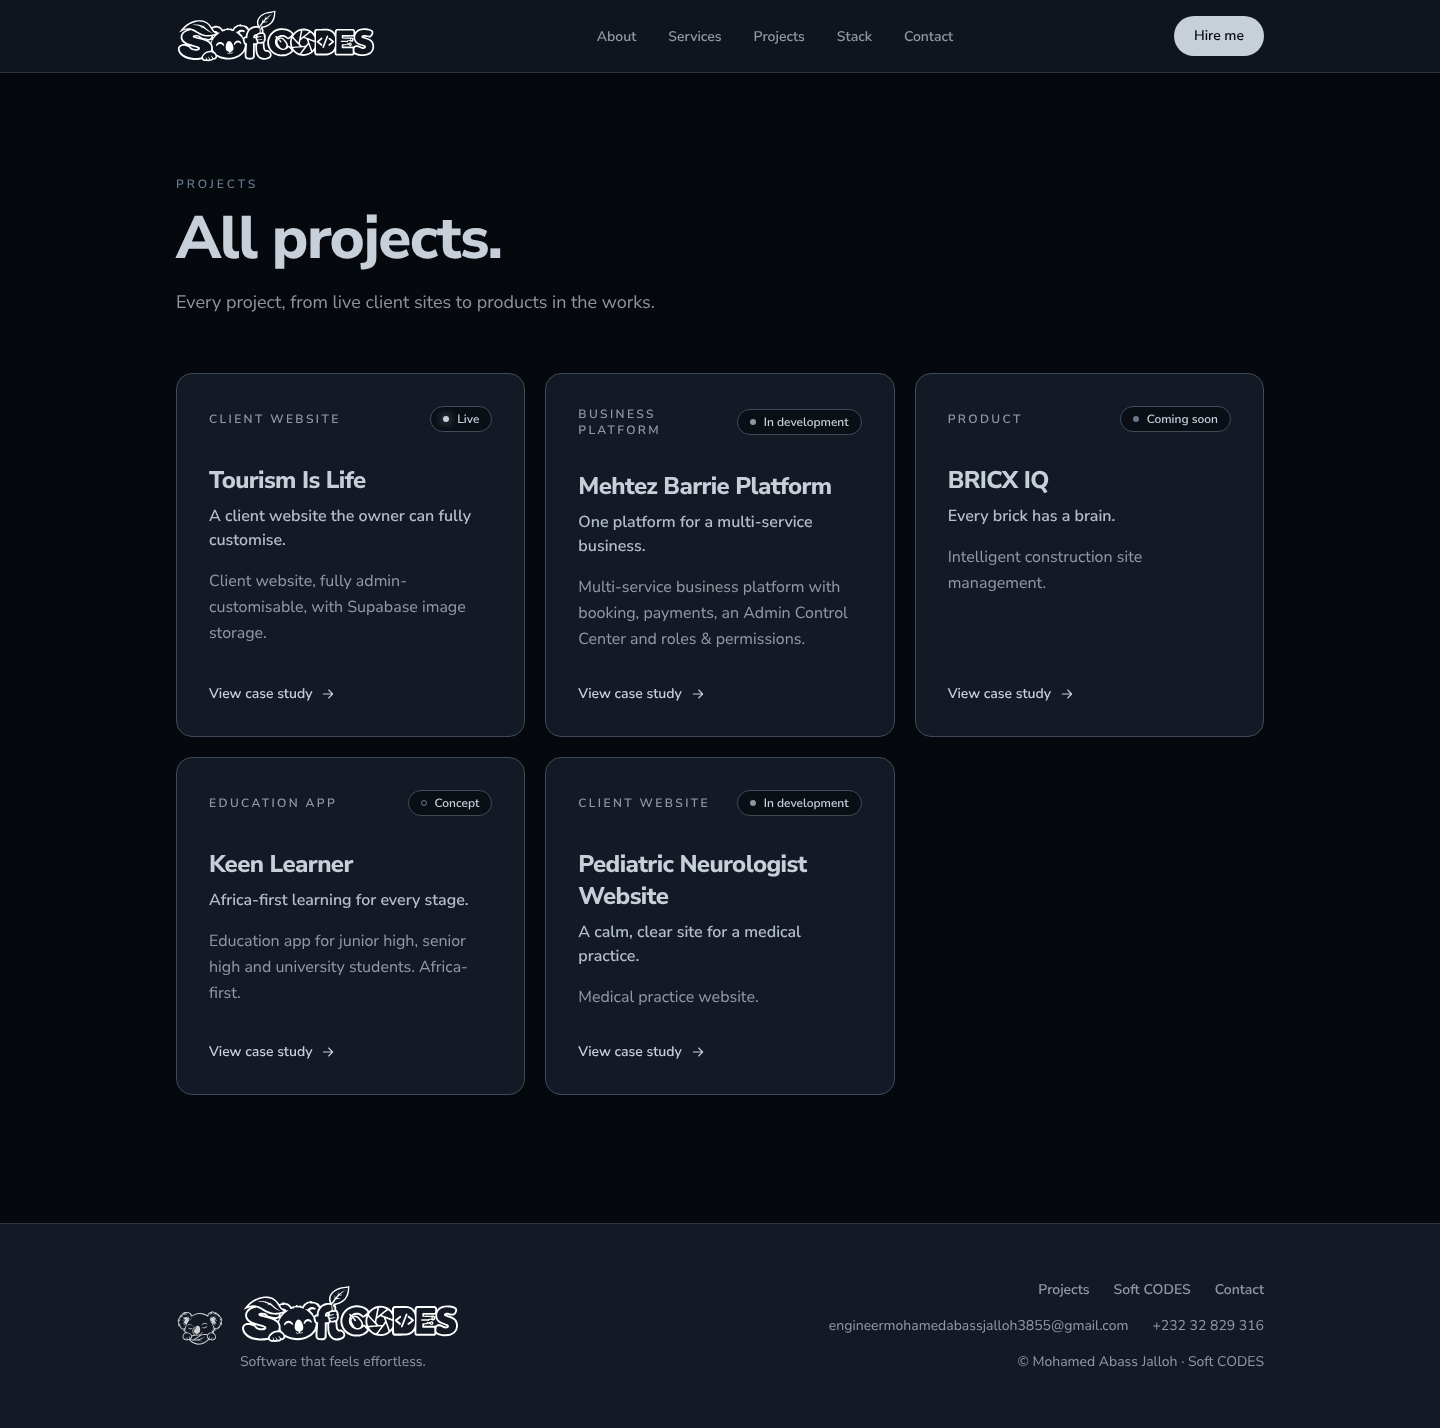 Soft CODES
About
Services
Projects
Stack
Contact
Hire me
PROJECTS
All projects.
Every project, from live client sites to products in the works.
CLIENT WEBSITE
Live
Tourism Is Life
A client website the owner can fully
customise.
Client website, fully admin-
customisable, with Supabase image
storage.
View case study →
BUSINESS
PLATFORM
In development
Mehtez Barrie Platform
One platform for a multi-service
business.
Multi-service business platform with
booking, payments, an Admin Control
Center and roles & permissions.
View case study →
PRODUCT
Coming soon
BRICX IQ
Every brick has a brain.
Intelligent construction site
management.
View case study →
EDUCATION APP
Concept
Keen Learner
Africa-first learning for every stage.
Education app for junior high, senior
high and university students. Africa-
first.
View case study →
CLIENT WEBSITE
In development
Pediatric Neurologist
Website
A calm, clear site for a medical
practice.
Medical practice website.
View case study →
Soft CODES
Software that feels effortless.
Projects
Soft CODES
Contact
engineermohamedabassjalloh3855@gmail.com
+232 32 829 316
© Mohamed Abass Jalloh · Soft CODES